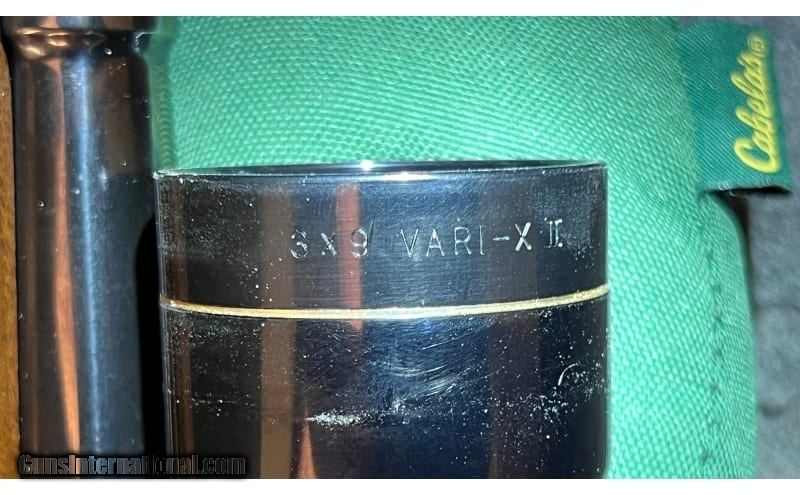 Cabela's®
3X9 VARI-X II
GunsInternational.com